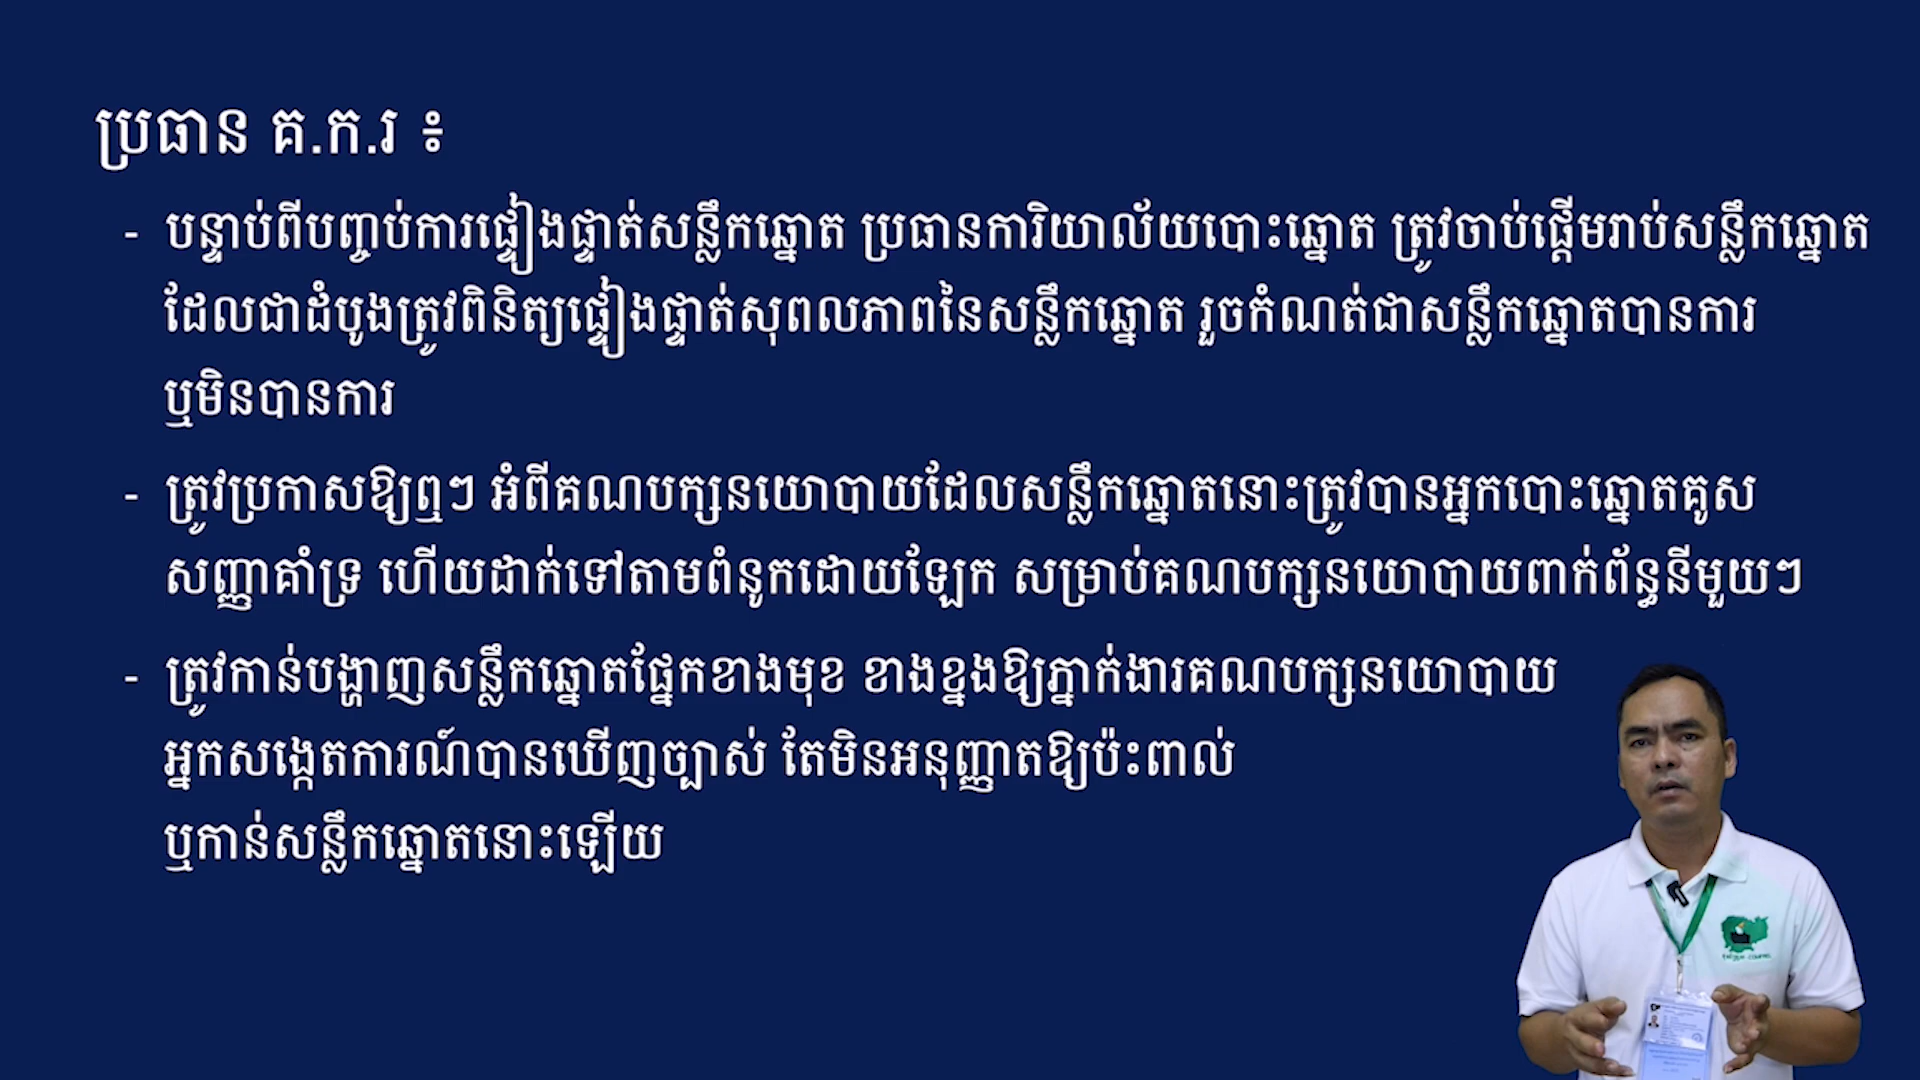 ប្រធាន គ.ក.រ ៖
- បន្ទាប់ពីបញ្ចប់ការផ្ទៀងផ្ទាត់សន្លឹកឆ្នោត ប្រធានការិយាល័យបោះឆ្នោត ត្រូវចាប់ផ្តើមរាប់សន្លឹកឆ្នោត
ដែលជាដំបូងត្រូវពិនិត្យផ្ទៀងផ្ទាត់សុពលភាពនៃសន្លឹកឆ្នោត រួចកំណត់ជាសន្លឹកឆ្នោតបានការ
ឬមិនបានការ
- ត្រូវប្រកាសឱ្យឮៗ អំពីគណបក្សនយោបាយដែលសន្លឹកឆ្នោតនោះត្រូវបានអ្នកបោះឆ្នោតគូស
សញ្ញាគាំទ្រ ហើយដាក់ទៅតាមពំនូកដោយឡែក សម្រាប់គណបក្សនយោបាយពាក់ព័ន្ធនីមួយៗ
- ត្រូវកាន់បង្ហាញសន្លឹកឆ្នោតផ្នែកខាងមុខ ខាងខ្នងឱ្យភ្នាក់ងារគណបក្សនយោបាយ
អ្នកសង្កេតការណ៍បានឃើញច្បាស់ តែមិនអនុញ្ញាតឱ្យប៉ះពាល់
ឬកាន់សន្លឹកឆ្នោតនោះឡើយ